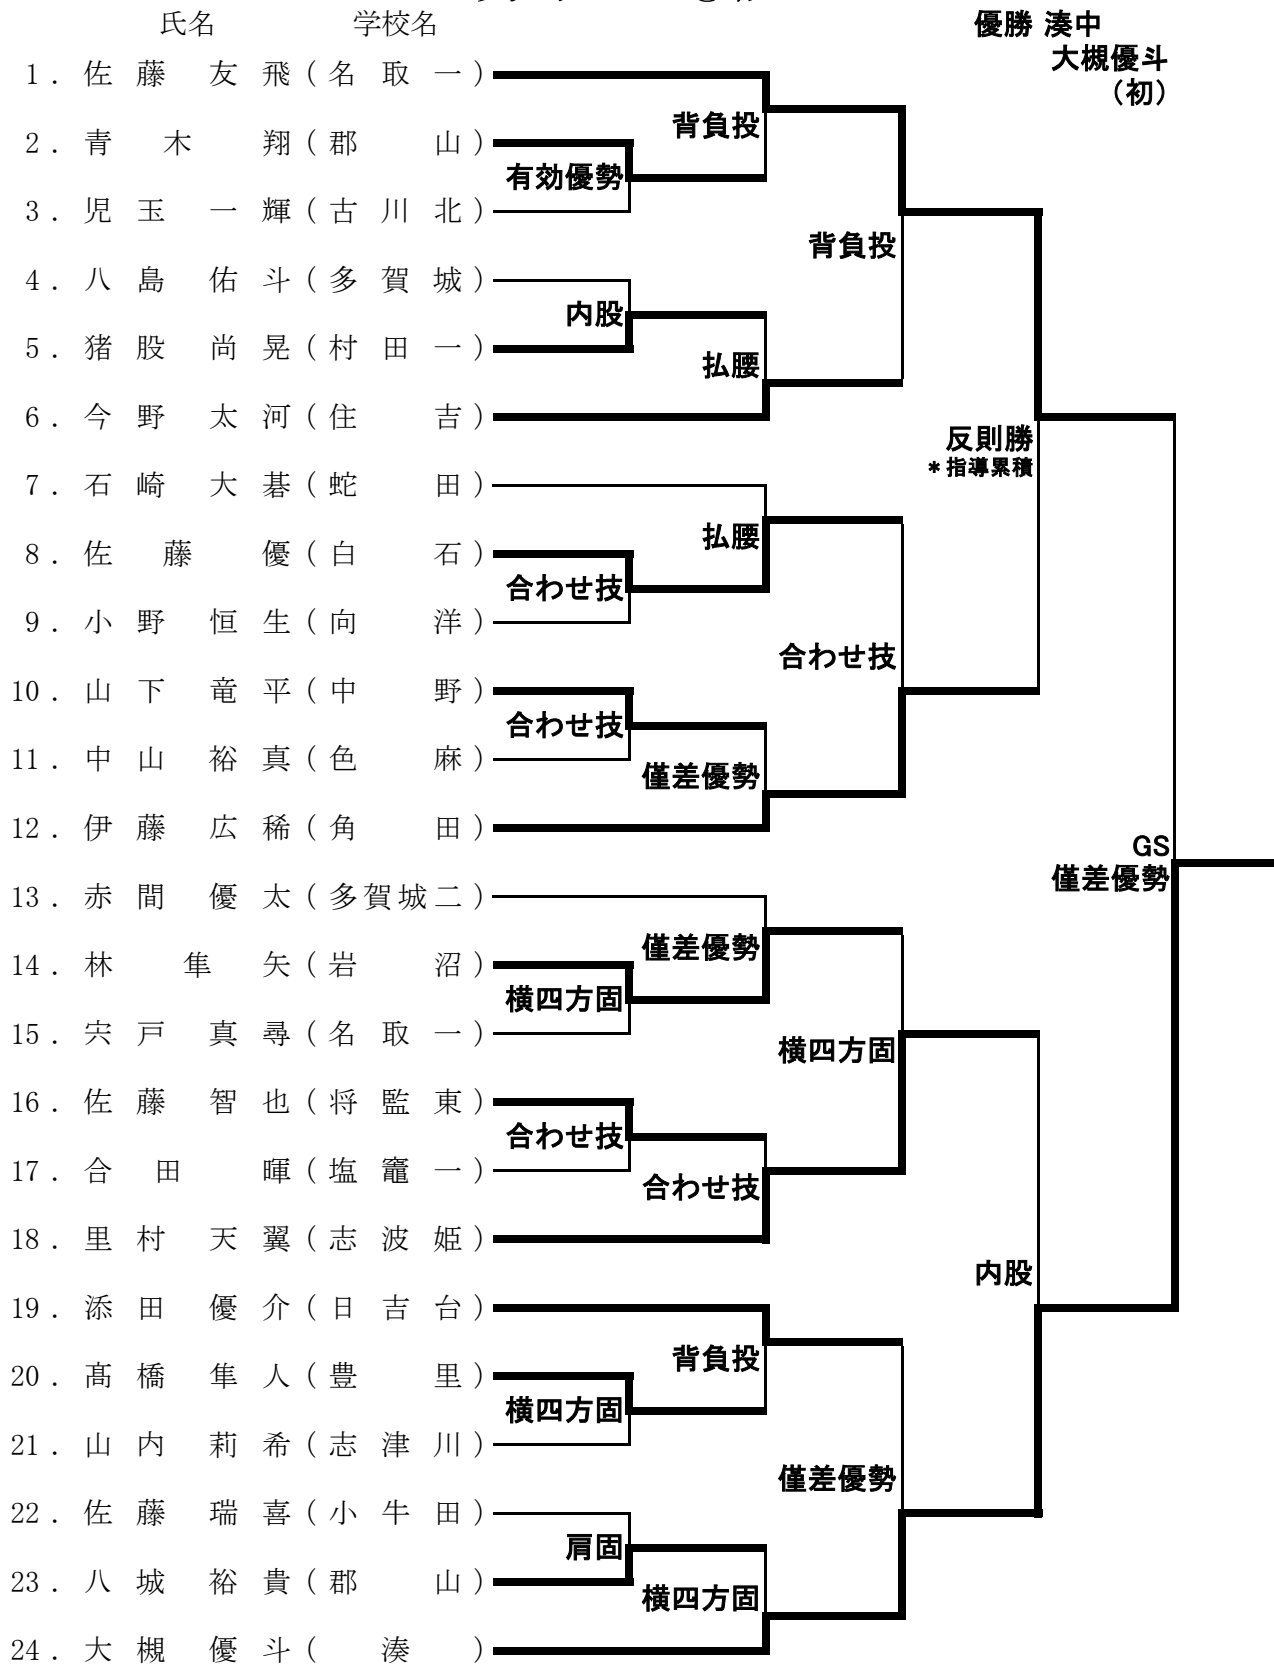 氏名 学校名
優勝 湊中
大槻優斗
（初）
1. 佐藤 友飛（名取一）
背負投
2. 青木 翔（郡山）
有効優勢
3. 児玉 一輝（古川北）
背負投
4. 八島 佑斗（多賀城）
内股
5. 猪股 尚晃（村田一）
払腰
6. 今野 太河（住吉）
反則勝
*指導累積
7. 石崎 大碁（蛇田）
払腰
8. 佐藤 優（白石）
合わせ技
9. 小野 恒生（向洋）
合わせ技
10. 山下 竜平（中野）
合わせ技
11. 中山 裕真（色麻）
僅差優勢
12. 伊藤 広稀（角田）
GS
僅差優勢
13. 赤間 優太（多賀城二）
僅差優勢
14. 林 隼矢（岩沼）
横四方固
15. 宍戸 真尋（名取一）
横四方固
16. 佐藤 智也（将監東）
合わせ技
17. 合田 暉（塩竈一）
合わせ技
18. 里村 天翼（志波姫）
内股
19. 添田 優介（日吉台）
背負投
20. 髙橋 隼人（豊里）
横四方固
21. 山内 莉希（志津川）
僅差優勢
22. 佐藤 瑞喜（小牛田）
肩固
23. 八城 裕貴（郡山）
横四方固
24. 大槻 優斗（湊）